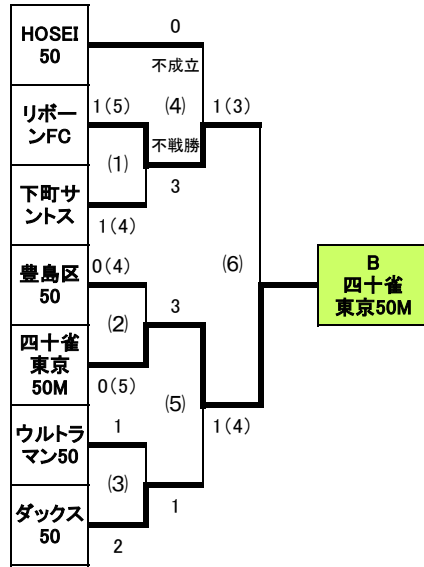 HOSEI
50
0
不成立
リボー
ンFC
1(5)
(4)
1(3)
(1)
不戦勝
3
下町サ
ントス
1(4)
豊島区
50
0(4)
(6)
B
四十雀
東京50M
(2)
3
四十雀
東京
50M
0(5)
(5)
1(4)
ウルトラ
マン50
1
(3)
1
ダックス
50
2